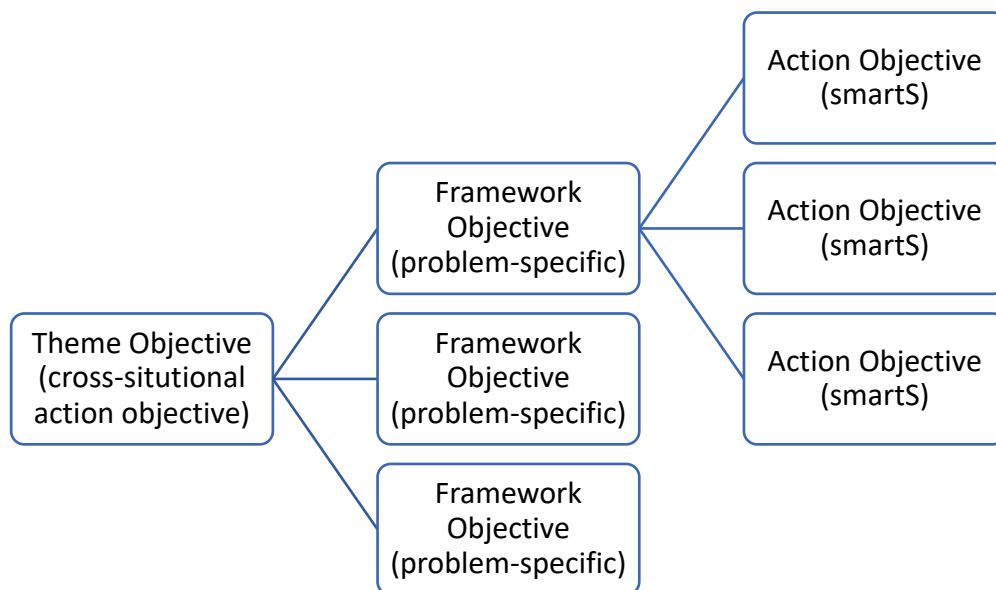 Theme Objective
(cross-situtional
action objective)
Framework
Objective
(problem-specific)
Framework
Objective
(problem-specific)
Framework
Objective
(problem-specific)
Action Objective
(smartS)
Action Objective
(smartS)
Action Objective
(smartS)